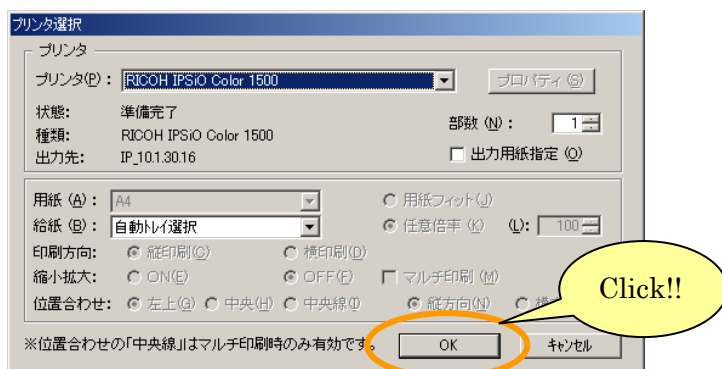 プリンタ選択
プリンタ
プリンタ(P)： RICOH IPSiO Color 1500 プロパティ (S)
状態： 準備完了
部数 (N)： 1
種類： RICOH IPSiO Color 1500
出力先： IP_10.1.30.16
出力用紙指定 (O)
用紙 (A)： A4
用紙フィット(J)
給紙 (B)： 自動トレイ選択
任意倍率 (K) (L)： 100
印刷方向： 縦印刷(C) 横印刷(D)
縮小拡大： ON(E) OFF(F) マルチ印刷 (M)
位置合わせ： 左上(G) 中央(H) 中央線(I) 縦方向(N)
Click!!
※位置合わせの「中央線」はマルチ印刷時のみ有効です。 OK キャンセル